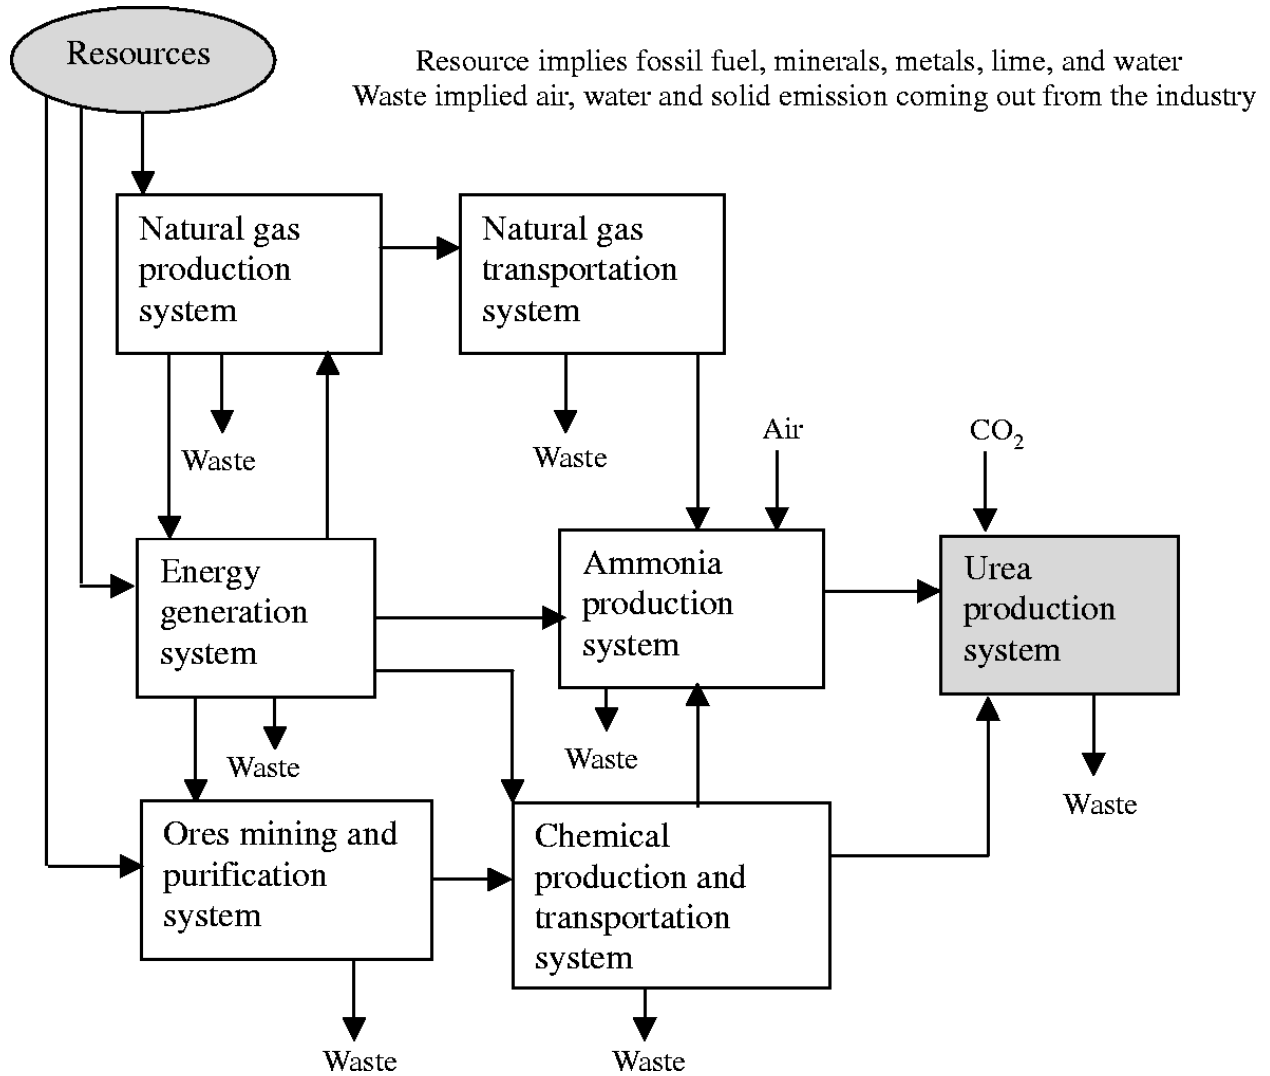 Resources
Resource implies fossil fuel, minerals, metals, lime, and water
Waste implied air, water and solid emission coming out from the industry
Natural gas
production
system
Natural gas
transportation
system
Waste
Waste
Air
CO₂
Energy
generation
system
Ammonia
production
system
Urea
production
system
Waste
Waste
Waste
Ores mining and
purification
system
Chemical
production and
transportation
system
Waste
Waste